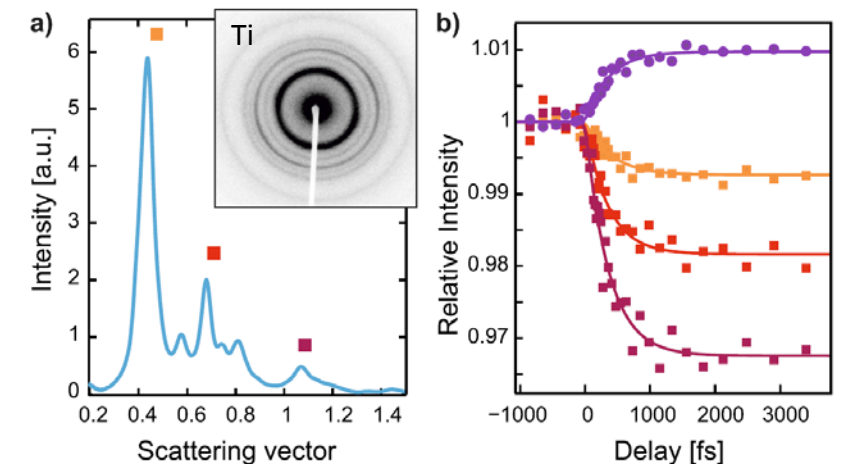 a)
Ti
6
5
4
3
2
1
0
0.2 0.4 0.6 0.8 1 1.2 1.5
Intensity [a.u.]
Scattering vector
b)
1.01
1
0.99
0.98
0.97
−1000 0 1000 2000 3000
Relative Intensity
Delay [fs]